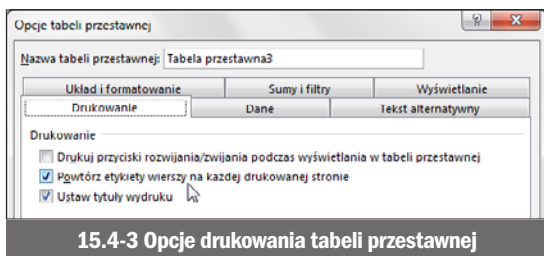 Opcje tabeli przestawnej
Nazwa tabeli przestawnej: Tabela przestawna3
Układ i formatowanie Sumy i filtry Wyświetlanie
Drukowanie Dane Tekst alternatywny
Drukowanie
Drukuj przyciski rozwijania/zwijania podczas wyświetlania w tabeli przestawnej
Powtórz etykiety wierszy na każdej drukowanej stronie
Ustaw tytuły wydruku
15.4-3 Opcje drukowania tabeli przestawnej